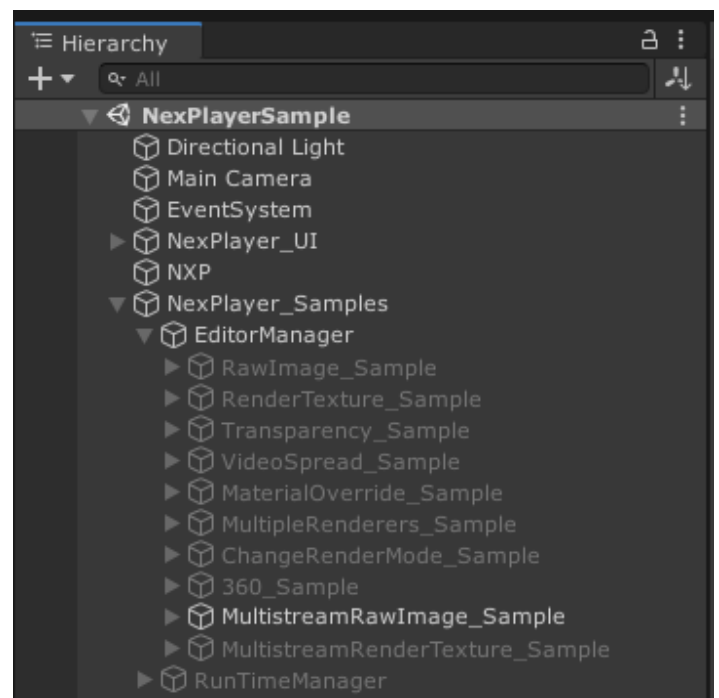 Hierarchy
All
NexPlayerSample
Directional Light
Main Camera
EventSystem
NexPlayer_UI
NXP
NexPlayer_Samples
EditorManager
RawImage_Sample
RenderTexture_Sample
Transparency_Sample
VideoSpread_Sample
MaterialOverride_Sample
MultipleRenderers_Sample
ChangeRenderMode_Sample
360_Sample
MultistreamRawImage_Sample
MultistreamRenderTexture_Sample
RunTimeManager